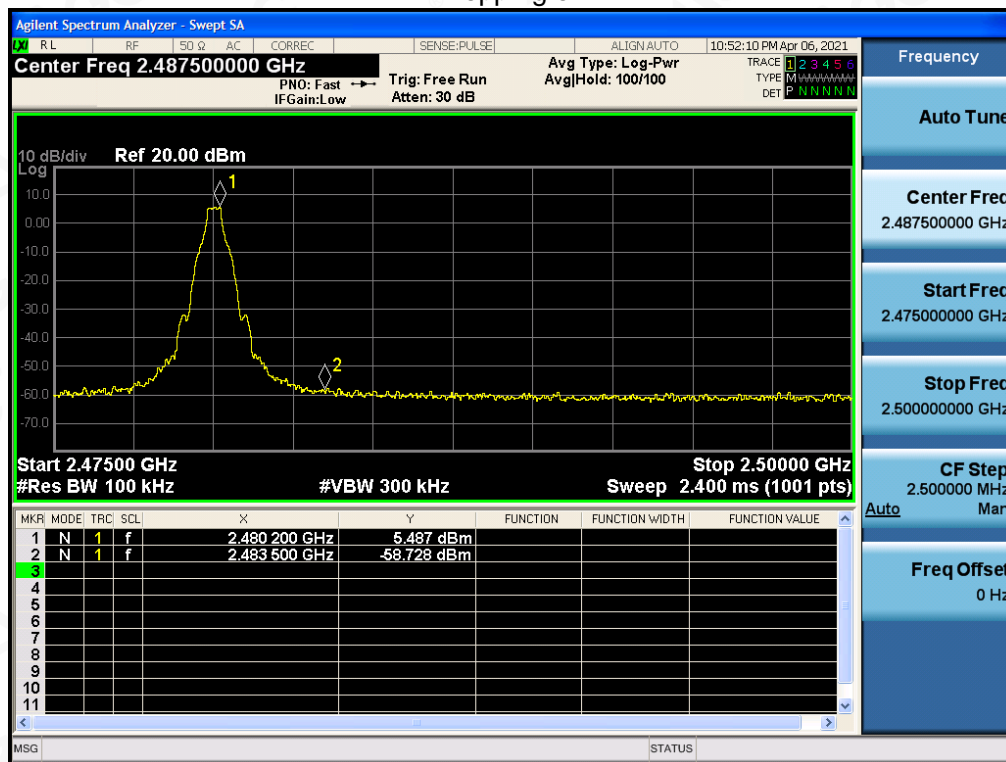 Agilent Spectrum Analyzer - Swept SA
LXI RL RF 50 Ω AC CORREC SENSE:PULSE ALIGN AUTO 10:52:10 PM Apr 06, 2021
Center Freq 2.487500000 GHz
PNO: Fast
IFGain:Low
Trig: Free Run
Atten: 30 dB
Avg Type: Log-Pwr
Avg|Hold: 100/100
TRACE 1 2 3 4 5 6
TYPE M WWWWW
DET P N N N N N
Frequency
Auto Tune
Center Freq
2.487500000 GHz
Start Freq
2.475000000 GHz
Stop Freq
2.500000000 GHz
CF Step
2.500000 MHz
Auto Man
Freq Offset
0 Hz
10 dB/div Ref 20.00 dBm
Log
1
10.0
0.00
-10.0
-20.0
-30.0
-40.0
-50.0
2
-60.0
-70.0
Start 2.47500 GHz Stop 2.50000 GHz
#Res BW 100 kHz #VBW 300 kHz Sweep 2.400 ms (1001 pts)
MKR MODE TRC SCL X Y FUNCTION FUNCTION WIDTH FUNCTION VALUE
1 N 1 f 2.480 200 GHz 5.487 dBm
2 N 1 f 2.483 500 GHz -58.728 dBm
3
4
5
6
7
8
9
10
11
MSG STATUS